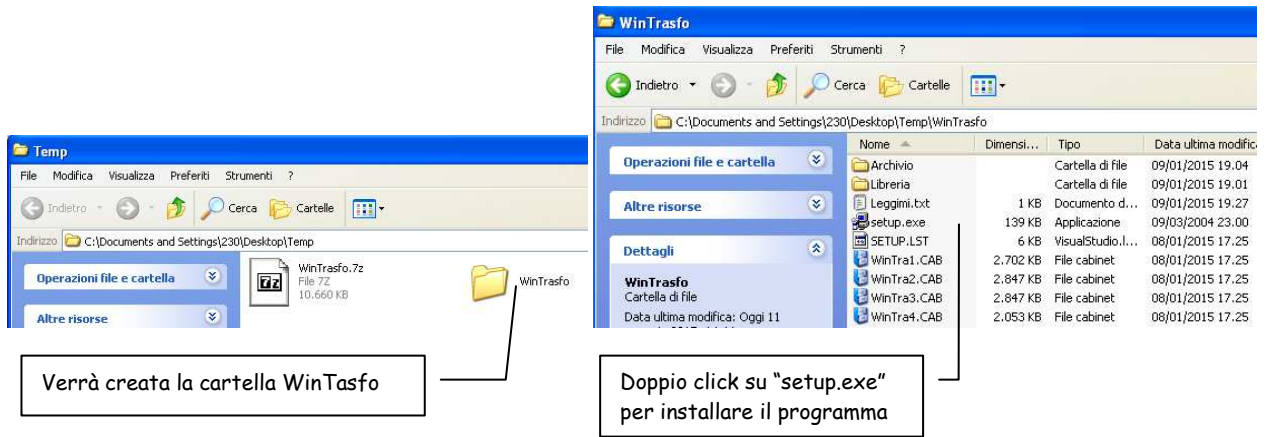 Temp
File Modifica Visualizza Preferiti Strumenti ?
Indietro Cerca Cartelle
Indirizzo C:\Documents and Settings\230\Desktop\Temp
Operazioni file e cartella
Altre risorse
7z
WinTrasfo.7z
File 7Z
10.660 KB
WinTrasfo
Verrà creata la cartella WinTasfo
WinTrasfo
File Modifica Visualizza Preferiti Strumenti ?
Indietro Cerca Cartelle
Indirizzo C:\Documents and Settings\230\Desktop\Temp\WinTrasfo
Operazioni file e cartella
Altre risorse
Dettagli
WinTrasfo
Cartella di file
Data ultima modifica: Oggi 11
Nome Dimensi... Tipo Data ultima modific
Archivio Cartella di file 09/01/2015 19.04
Libreria Cartella di file 09/01/2015 19.01
Leggimi.txt 1 KB Documento d... 09/01/2015 19.27
setup.exe 139 KB Applicazione 09/03/2004 23.00
SETUP.LST 6 KB VisualStudio.l... 08/01/2015 17.25
WinTra1.CAB 2.702 KB File cabinet 08/01/2015 17.25
WinTra2.CAB 2.847 KB File cabinet 08/01/2015 17.25
WinTra3.CAB 2.847 KB File cabinet 08/01/2015 17.25
WinTra4.CAB 2.053 KB File cabinet 08/01/2015 17.25
Doppio click su “setup.exe”
per installare il programma